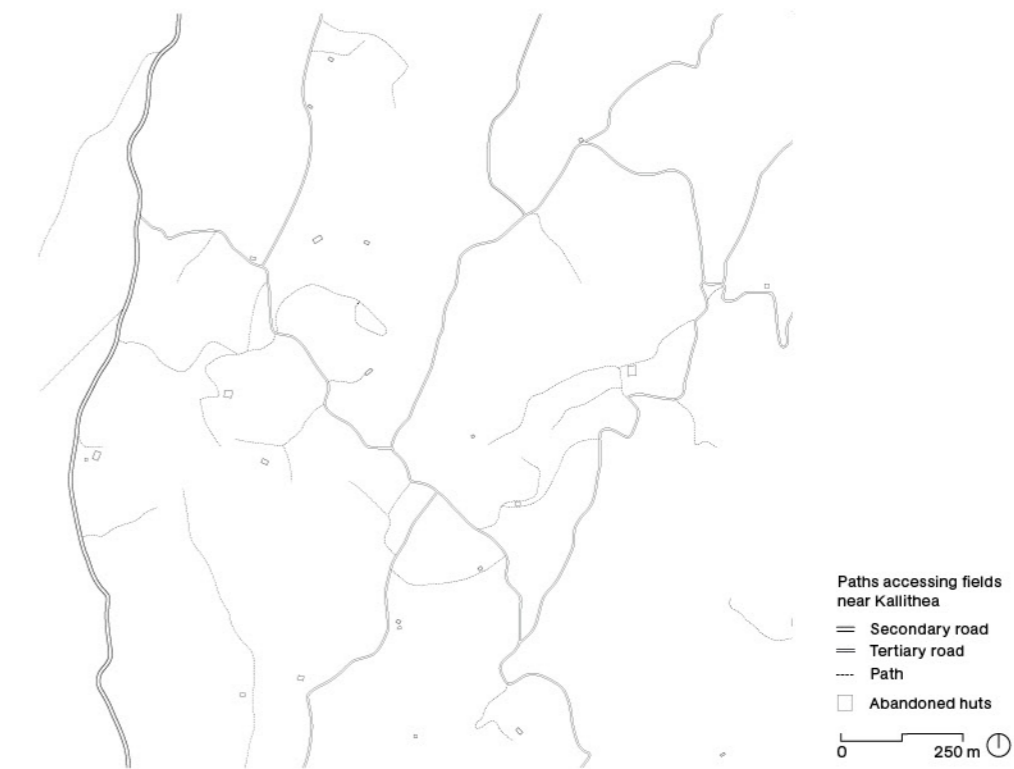 Paths accessing fields
near Kallithea
Secondary road
Tertiary road
Path
Abandoned huts
0 250 m